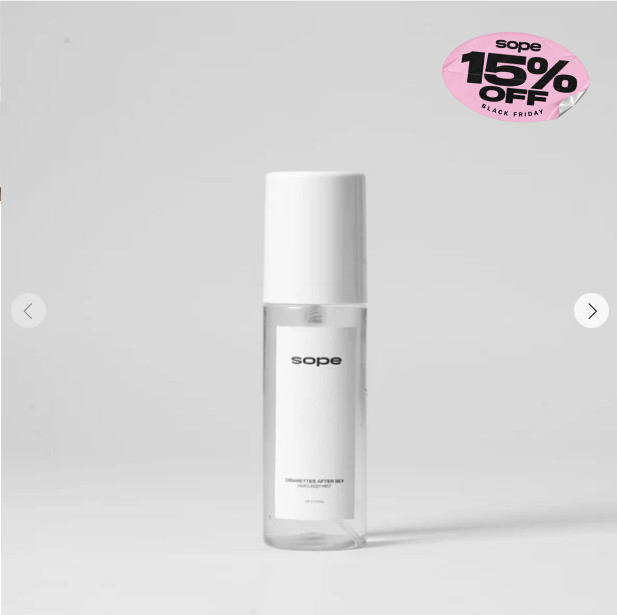 sope
15%
OFF
BLACK FRIDAY
sope
CIGARETTES AFTER SEX
HAIR & BODY MIST